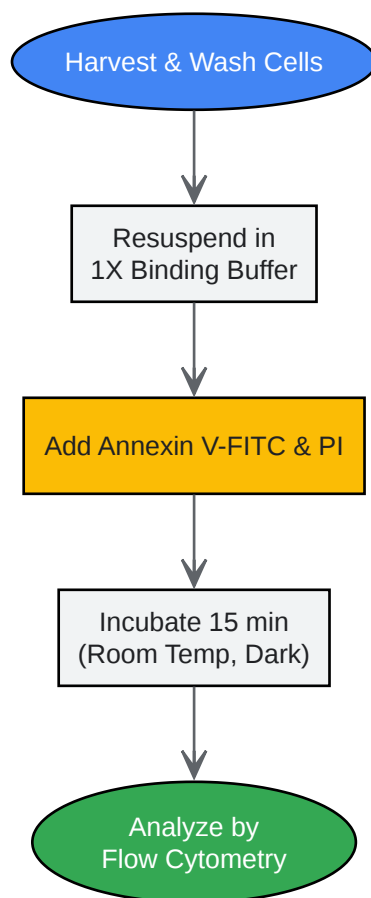 Harvest & Wash Cells
Resuspend in
1X Binding Buffer
Add Annexin V-FITC & PI
Incubate 15 min
(Room Temp, Dark)
Analyze by
Flow Cytometry